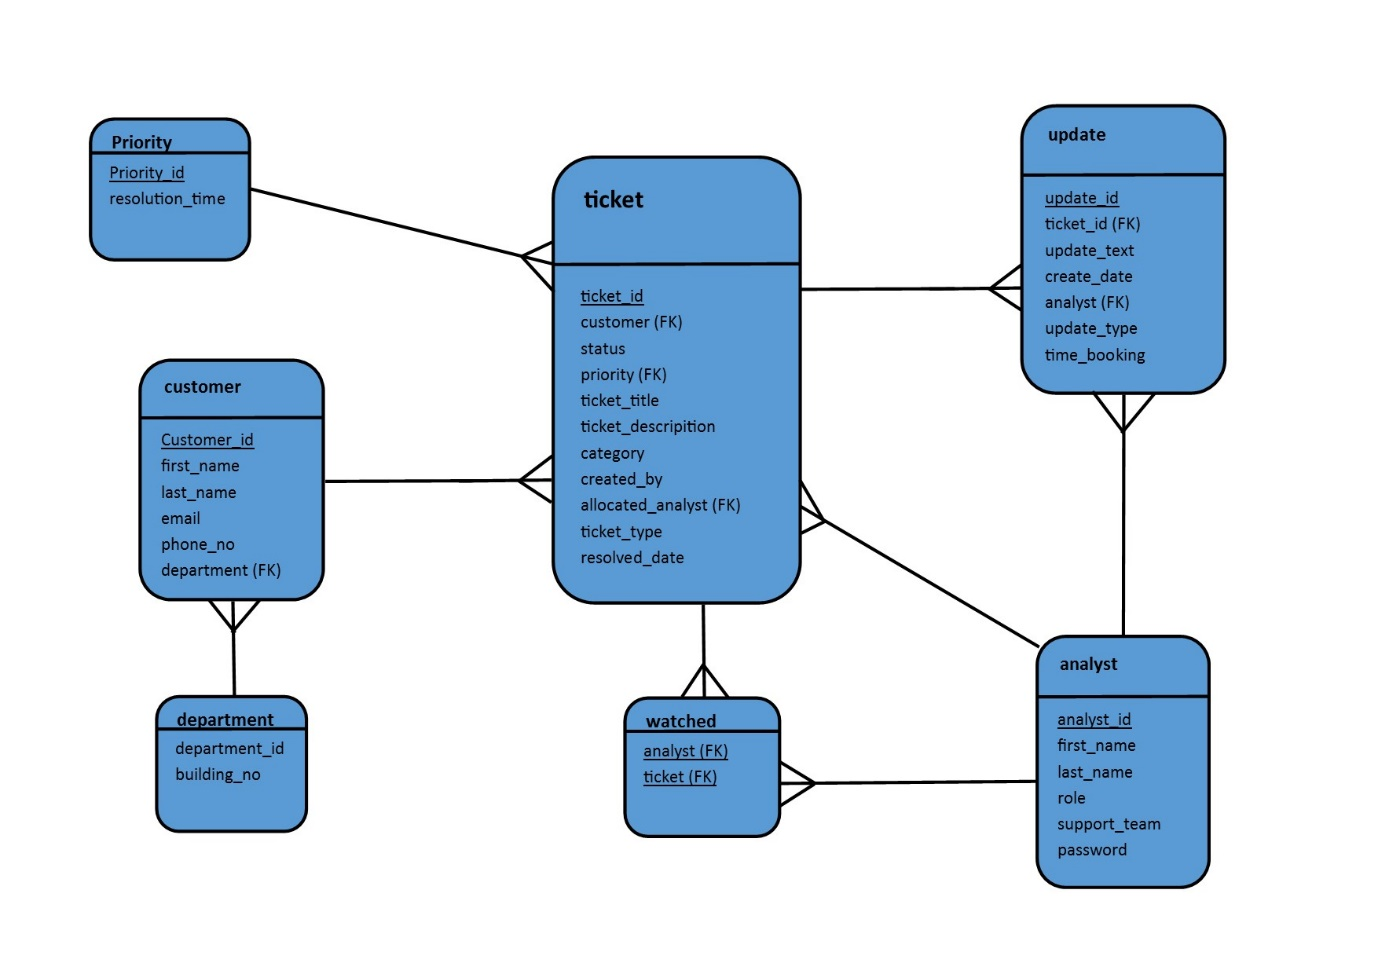 Priority
Priority_id
resolution_time
ticket
ticket_id
customer (FK)
status
priority (FK)
ticket_title
ticket_descripition
category
created_by
allocated_analyst (FK)
ticket_type
resolved_date
update
update_id
ticket_id (FK)
update_text
create_date
analyst (FK)
update_type
time_booking
customer
Customer_id
first_name
last_name
email
phone_no
department (FK)
department
department_id
building_no
watched
analyst (FK)
ticket (FK)
analyst
analyst_id
first_name
last_name
role
support_team
password